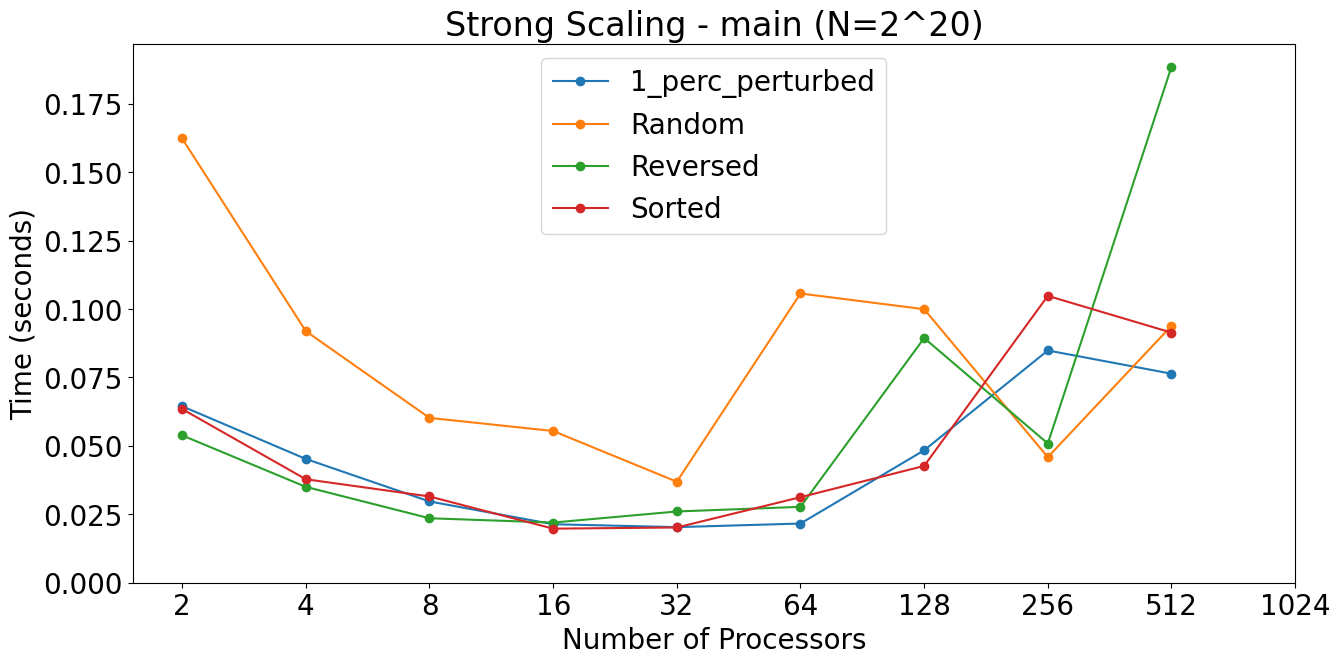 Strong Scaling - main (N=2^20)
1_perc_perturbed
Random
Reversed
Sorted
Time (seconds)
0.175
0.150
0.125
0.100
0.075
0.050
0.025
0.000
2 4 8 16 32 64 128 256 512 1024
Number of Processors